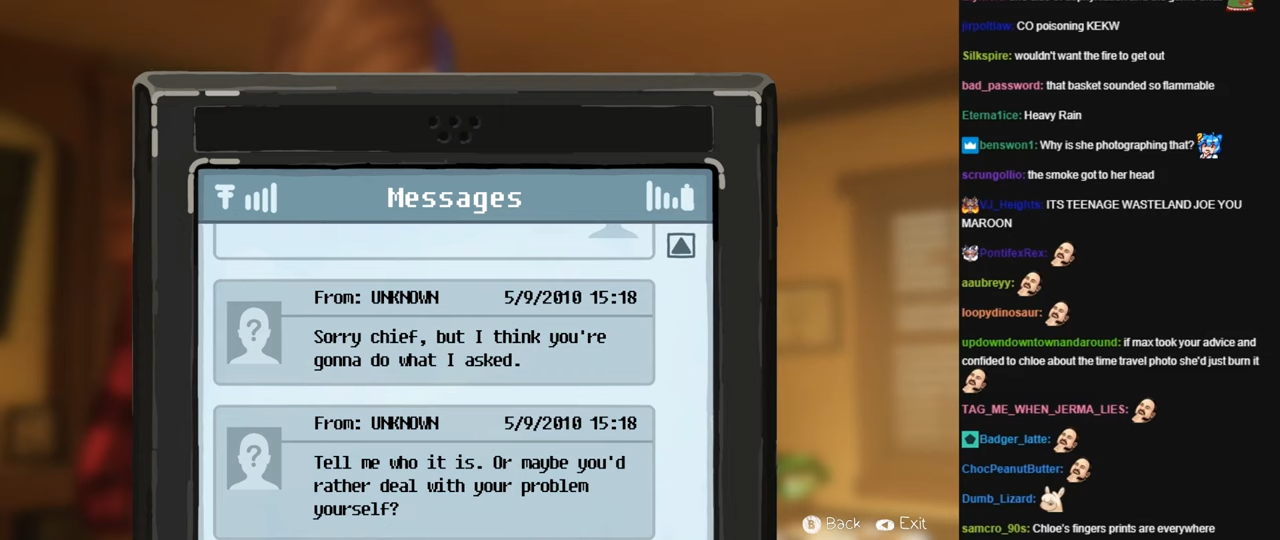 Messages
From: UNKNOWN 5/9/2010 15:18
Sorry chief, but I think you're
gonna do what I asked.
From: UNKNOWN 5/9/2010 15:18
Tell me who it is. Or maybe you'd
rather deal with your problem
yourself?
B Back Exit
jirpottlaw: CO poisoning KEKW
Silkspire: wouldn't want the fire to get out
bad_password: that basket sounded so flammable
Eterna1ice: Heavy Rain
benswon1: Why is she photographing that?
scrungollio: the smoke got to her head
VJ_Heights: ITS TEENAGE WASTELAND JOE YOU
MAROON
PontifexRex:
aaubreyy:
loopydinosaur:
updowndowntownandaround: if max took your advice and
confided to chloe about the time travel photo she'd just burn it
TAG_ME_WHEN_JERMA_LIES:
Badger_latte:
ChocPeanutButter:
Dumb_Lizard:
samcro_90s: Chloe's fingers prints are everywhere